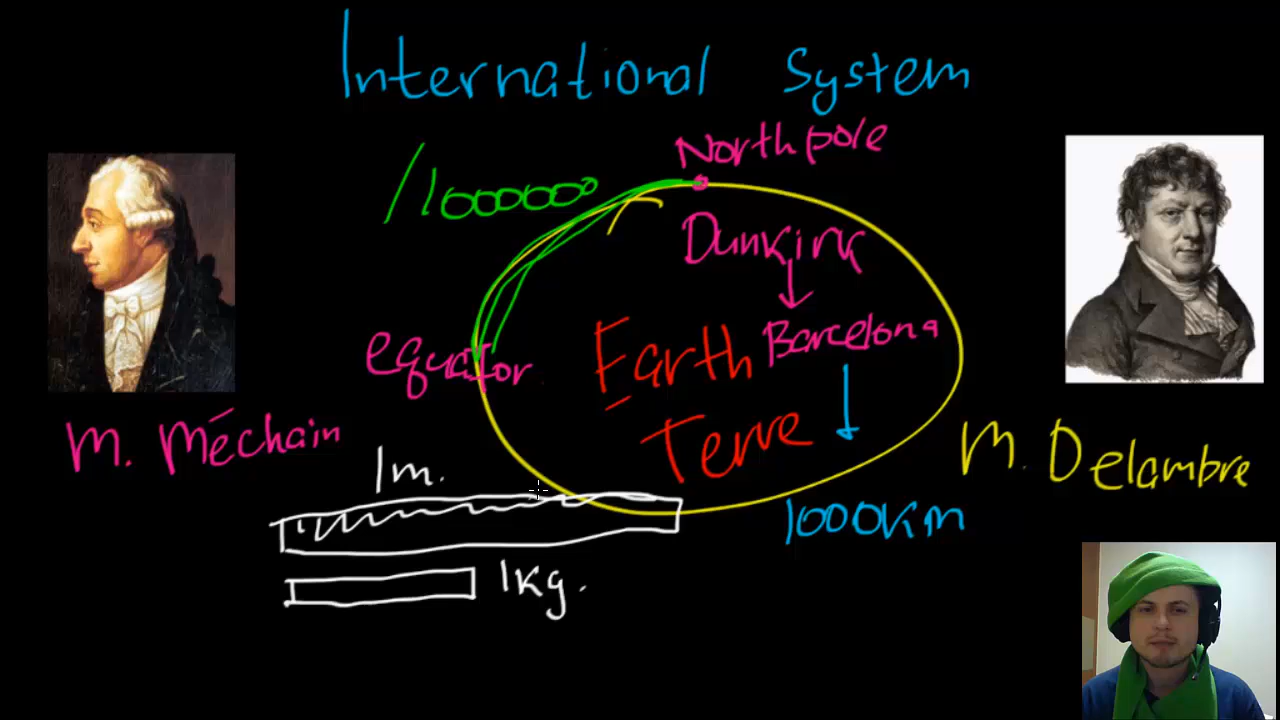 International System
North pole
/1000000
Dunkirk
Barcelona
equator
Earth
Terre
M. Méchain
M. Delambre
1m.
1000km
1kg.